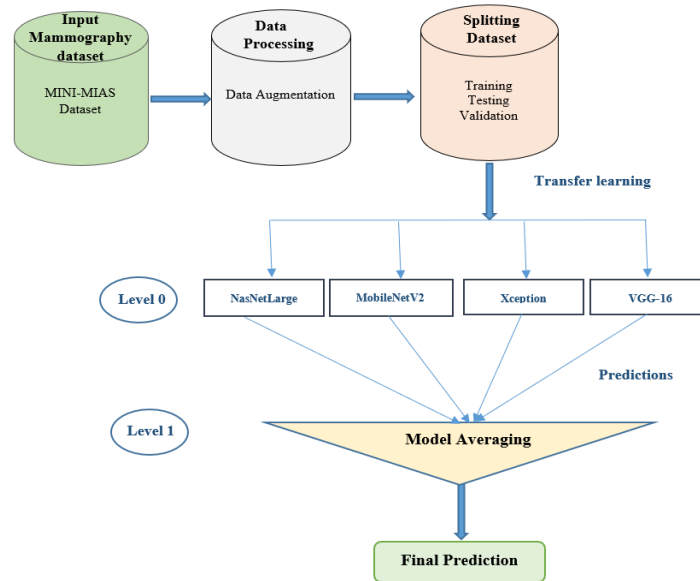 Input
Mammography
dataset
MINI-MIAS
Dataset
Data
Processing
Data Augmentation
Splitting
Dataset
Training
Testing
Validation
Transfer learning
Level 0
NasNetLarge
MobileNetV2
Xception
VGG-16
Predictions
Level 1
Model Averaging
Final Prediction